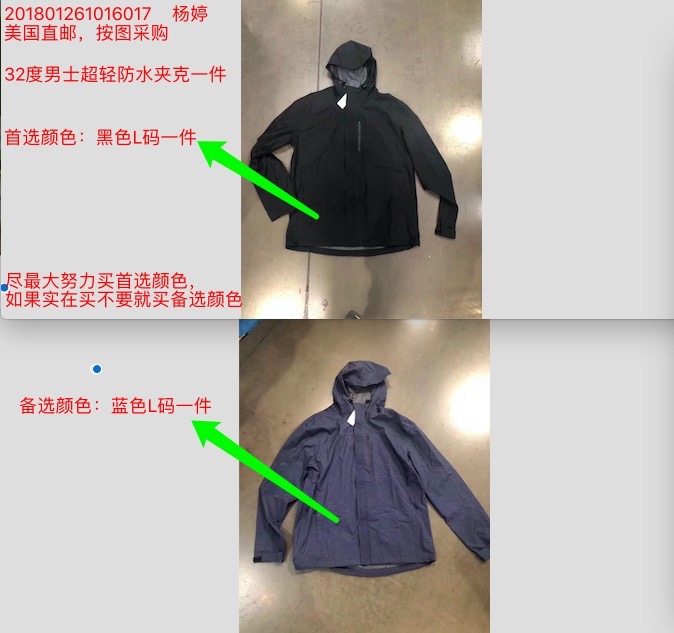 201801261016017 杨婷
美国直邮，按图采购
32度男士超轻防水夹克一件
首选颜色：黑色L码一件
尽最大努力买首选颜色，
如果实在买不要就买备选颜色
备选颜色：蓝色L码一件